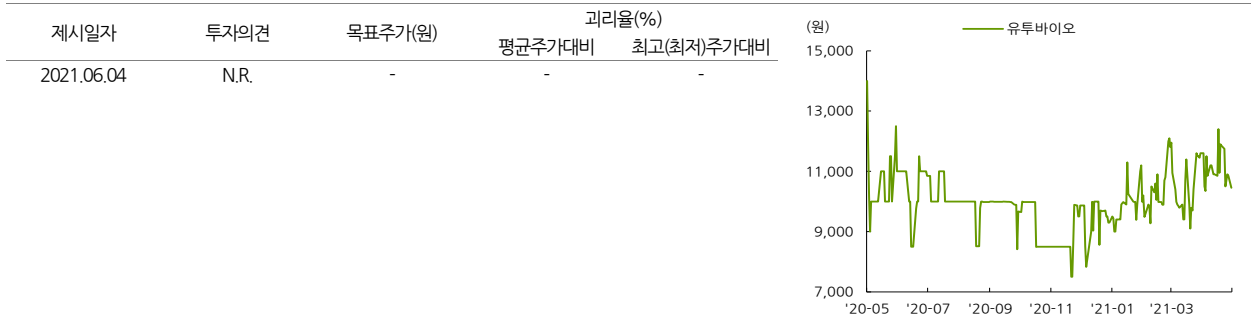 제시일자 투자의견 목표주가(원) 괴리율(%)
평균주가대비 최고(최저)주가대비
2021.06.04 N.R. - - -
(원) 유투바이오
15,000
13,000
11,000
9,000
7,000
'20-05 '20-07 '20-09 '20-11 '21-01 '21-03